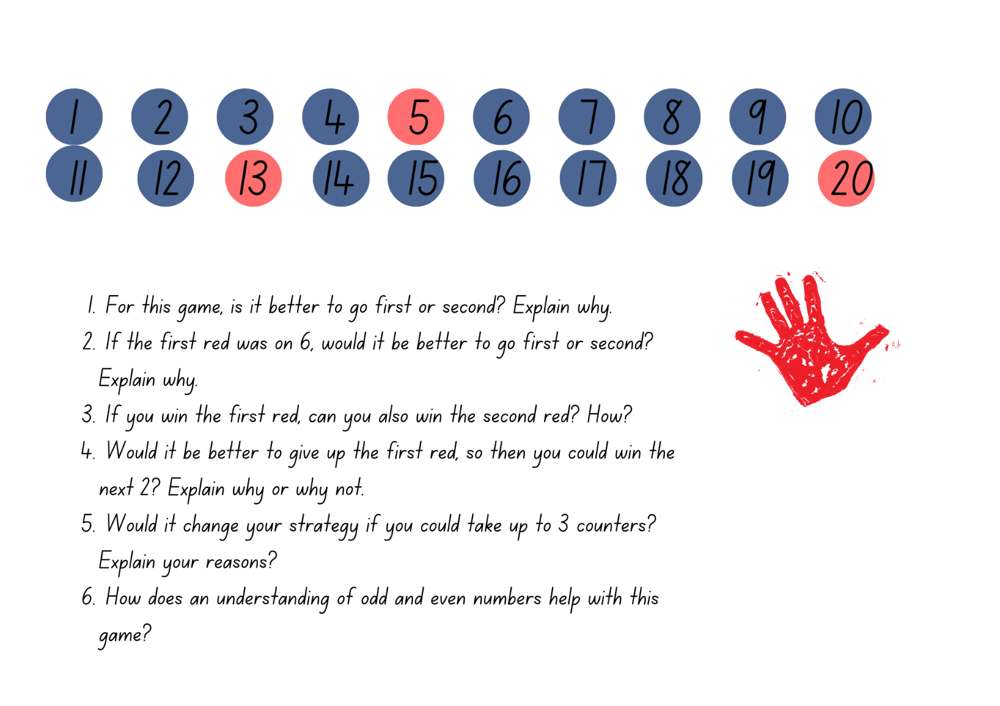 1 2 3 4 5 6 7 8 9 10
11 12 13 14 15 16 17 18 19 20
1. For this game, is it better to go first or second? Explain why.
2. If the first red was on 6, would it be better to go first or second?
Explain why.
3. If you win the first red, can you also win the second red? How?
4. Would it be better to give up the first red, so then you could win the
next 2? Explain why or why not.
5. Would it change your strategy if you could take up to 3 counters?
Explain your reasons?
6. How does an understanding of odd and even numbers help with this
game?